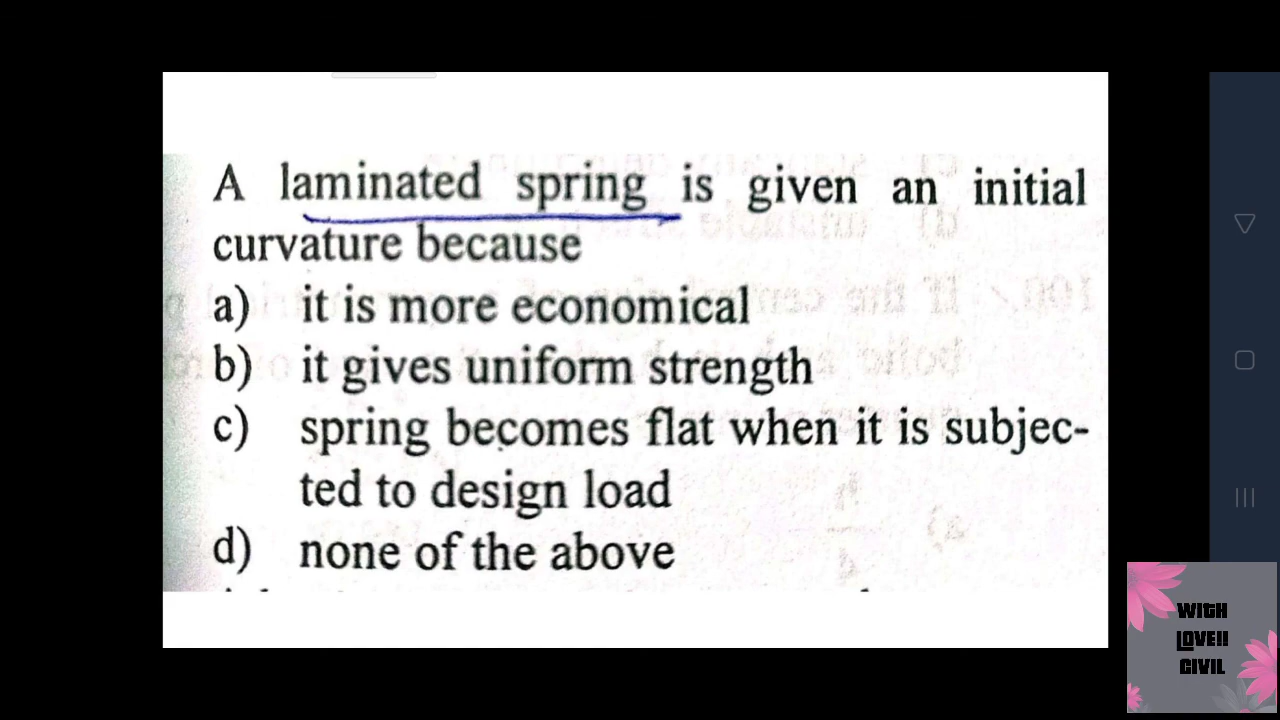 A laminated spring is given an initial
curvature because
a) it is more economical
b) it gives uniform strength
c) spring becomes flat when it is subjec-
ted to design load
d) none of the above
WITH
LOVEII
CIVIL